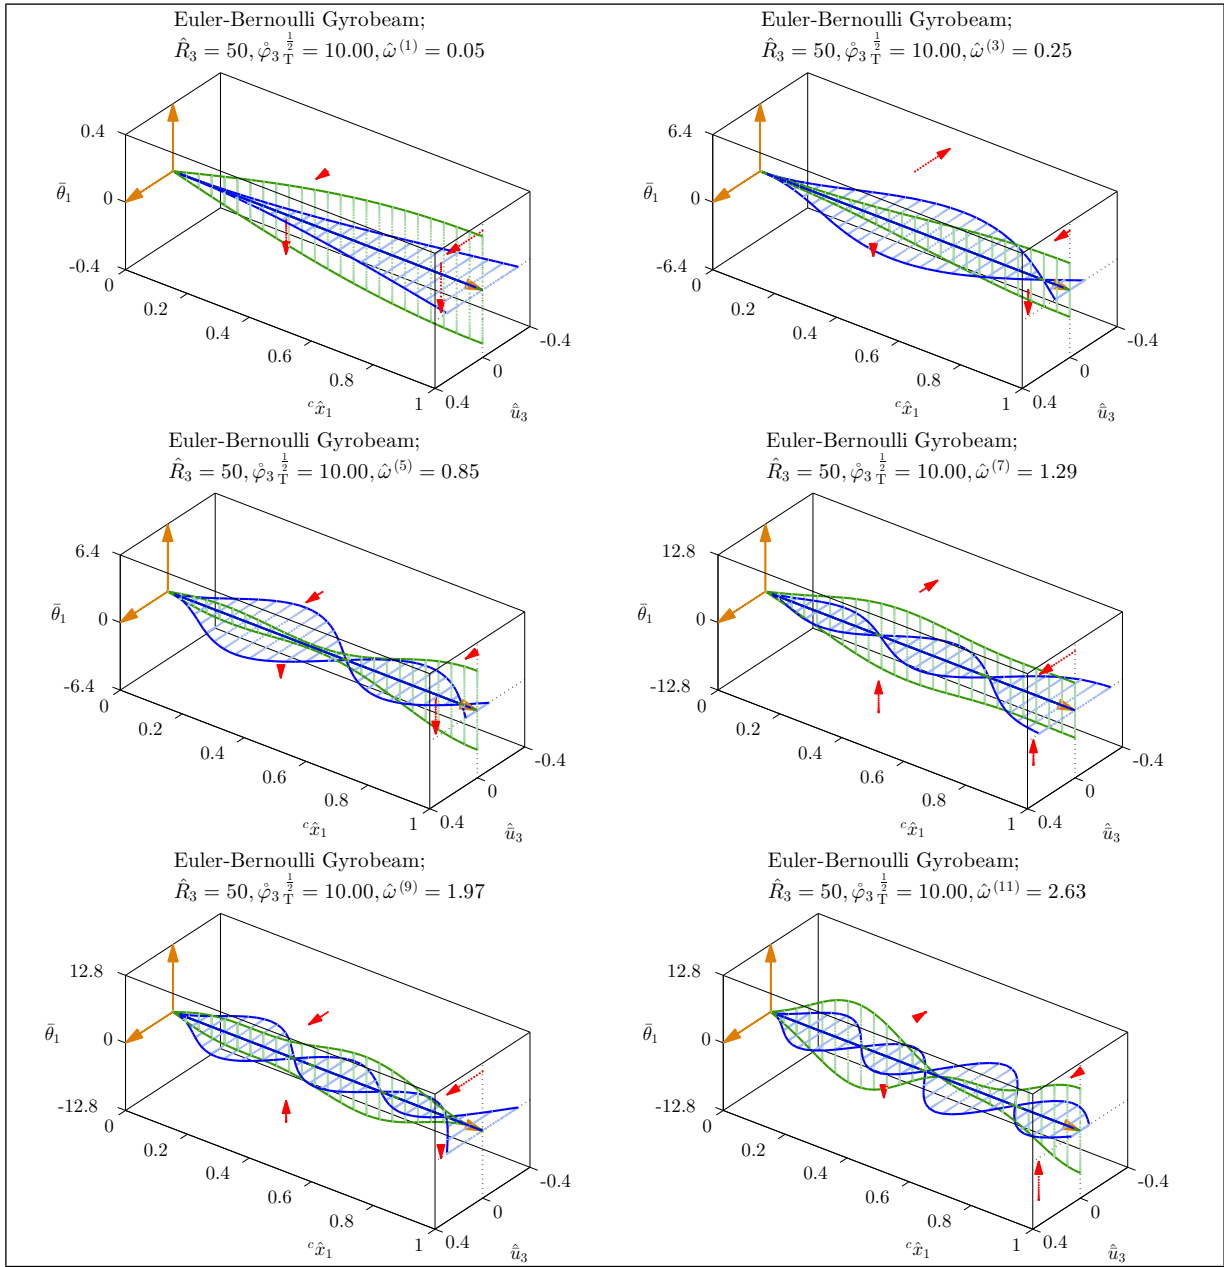 Euler-Bernoulli Gyrobeam;
R̂₃ = 50, φ̊₃ᴛ^½ = 10.00, ω̂⁽¹⁾ = 0.05
0.4
θ̄₁
0
-0.4
0
0.2
0.4
0.6
0.8
1
ᶜx̂₁
0.4
0
-0.4
ū̂₃
Euler-Bernoulli Gyrobeam;
R̂₃ = 50, φ̊₃ᴛ^½ = 10.00, ω̂⁽³⁾ = 0.25
6.4
θ̄₁
0
-6.4
0
0.2
0.4
0.6
0.8
1
ᶜx̂₁
0.4
0
-0.4
ū̂₃
Euler-Bernoulli Gyrobeam;
R̂₃ = 50, φ̊₃ᴛ^½ = 10.00, ω̂⁽⁵⁾ = 0.85
6.4
θ̄₁
0
-6.4
0
0.2
0.4
0.6
0.8
1
ᶜx̂₁
0.4
0
-0.4
ū̂₃
Euler-Bernoulli Gyrobeam;
R̂₃ = 50, φ̊₃ᴛ^½ = 10.00, ω̂⁽⁷⁾ = 1.29
12.8
θ̄₁
0
-12.8
0
0.2
0.4
0.6
0.8
1
ᶜx̂₁
0.4
0
-0.4
ū̂₃
Euler-Bernoulli Gyrobeam;
R̂₃ = 50, φ̊₃ᴛ^½ = 10.00, ω̂⁽⁹⁾ = 1.97
12.8
θ̄₁
0
-12.8
0
0.2
0.4
0.6
0.8
1
ᶜx̂₁
0.4
0
-0.4
ū̂₃
Euler-Bernoulli Gyrobeam;
R̂₃ = 50, φ̊₃ᴛ^½ = 10.00, ω̂⁽¹¹⁾ = 2.63
12.8
θ̄₁
0
-12.8
0
0.2
0.4
0.6
0.8
1
ᶜx̂₁
0.4
0
-0.4
ū̂₃